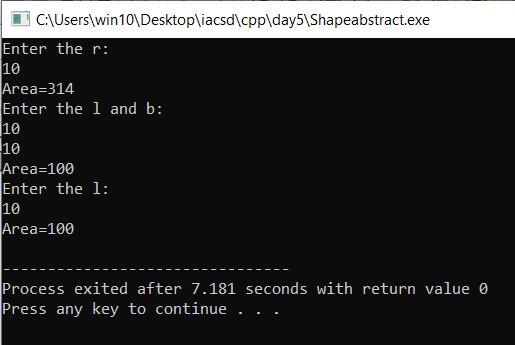 C:\Users\win10\Desktop\iacsd\cpp\day5\Shapeabstract.exe
Enter the r:
10
Area=314
Enter the l and b:
10
10
Area=100
Enter the l:
10
Area=100
--------------------------------
Process exited after 7.181 seconds with return value 0
Press any key to continue . . .